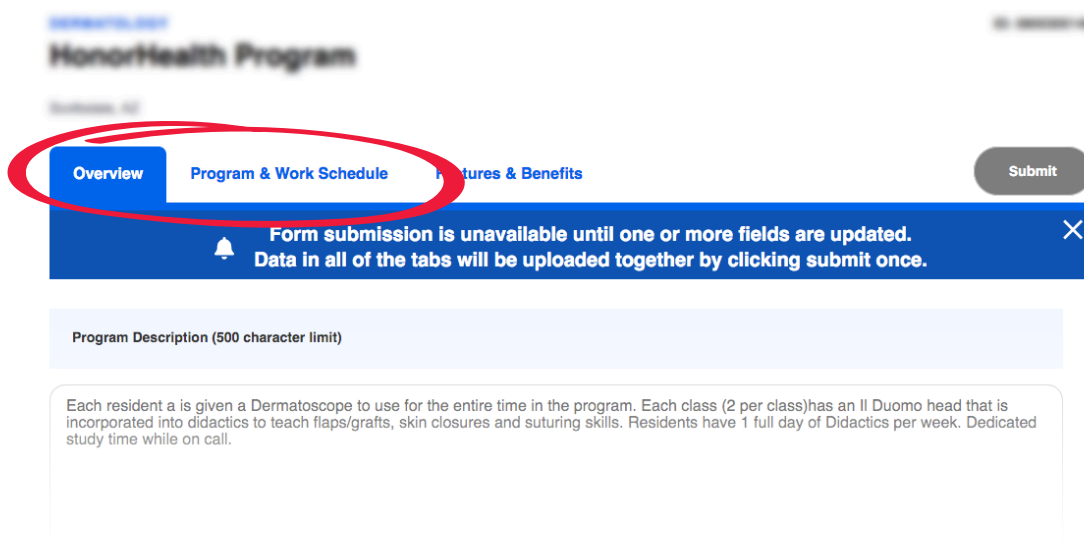 DERMATOLOGY
HonorHealth Program
Scottsdale, AZ
Overview
Program & Work Schedule
tures & Benefits
Submit
Form submission is unavailable until one or more fields are updated.
Data in all of the tabs will be uploaded together by clicking submit once.
Program Description (500 character limit)
Each resident a is given a Dermatoscope to use for the entire time in the program. Each class (2 per class)has an Il Duomo head that is
incorporated into didactics to teach flaps/grafts, skin closures and suturing skills. Residents have 1 full day of Didactics per week. Dedicated
study time while on call.